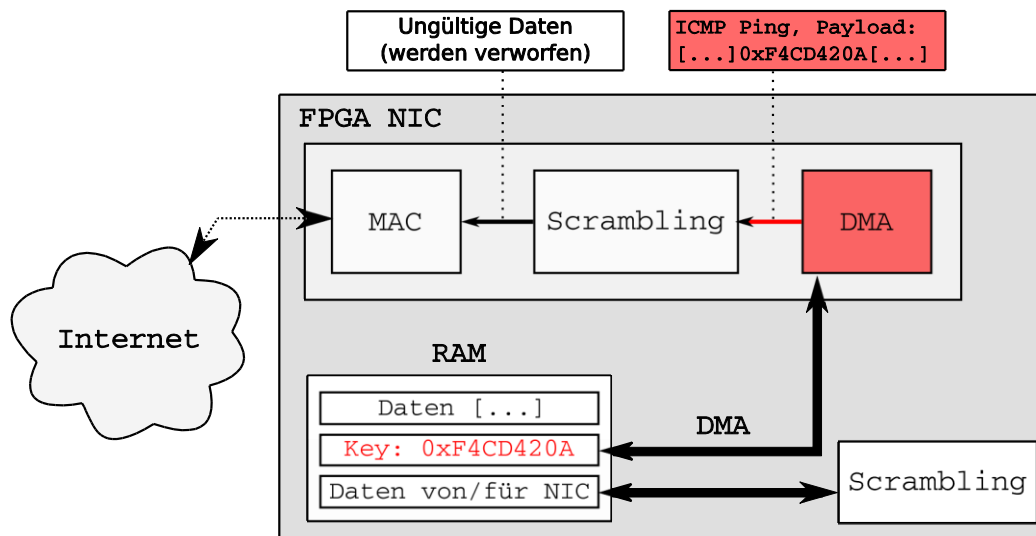 Ungültige Daten
(werden verworfen)
ICMP Ping, Payload:
[...]0xF4CD420A[...]
FPGA NIC
MAC
Scrambling
DMA
Internet
RAM
Daten [...]
Key: 0xF4CD420A
Daten von/für NIC
DMA
Scrambling